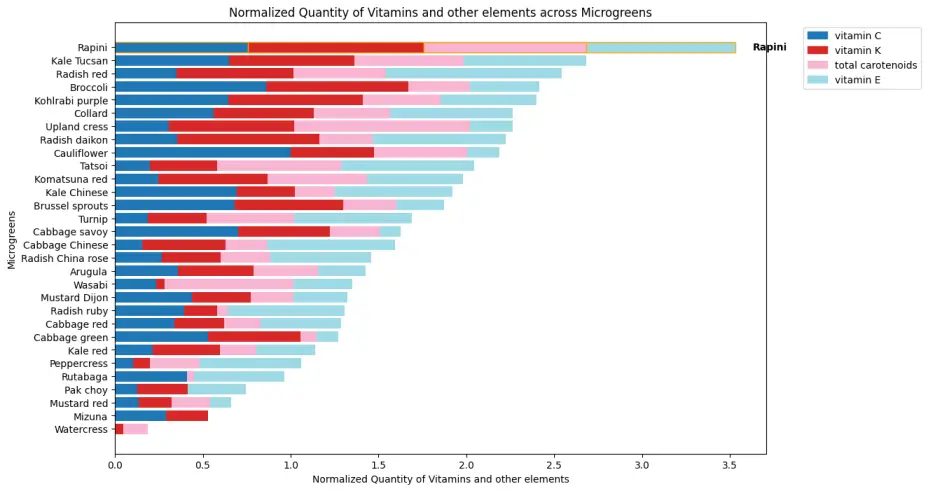 Normalized Quantity of Vitamins and other elements across Microgreens
vitamin C
vitamin K
total carotenoids
vitamin E
Microgreens
Rapini
Rapini
Kale Tucsan
Radish red
Broccoli
Kohlrabi purple
Collard
Upland cress
Radish daikon
Cauliflower
Tatsoi
Komatsuna red
Kale Chinese
Brussel sprouts
Turnip
Cabbage savoy
Cabbage Chinese
Radish China rose
Arugula
Wasabi
Mustard Dijon
Radish ruby
Cabbage red
Cabbage green
Kale red
Peppercress
Rutabaga
Pak choy
Mustard red
Mizuna
Watercress
0.0 0.5 1.0 1.5 2.0 2.5 3.0 3.5
Normalized Quantity of Vitamins and other elements